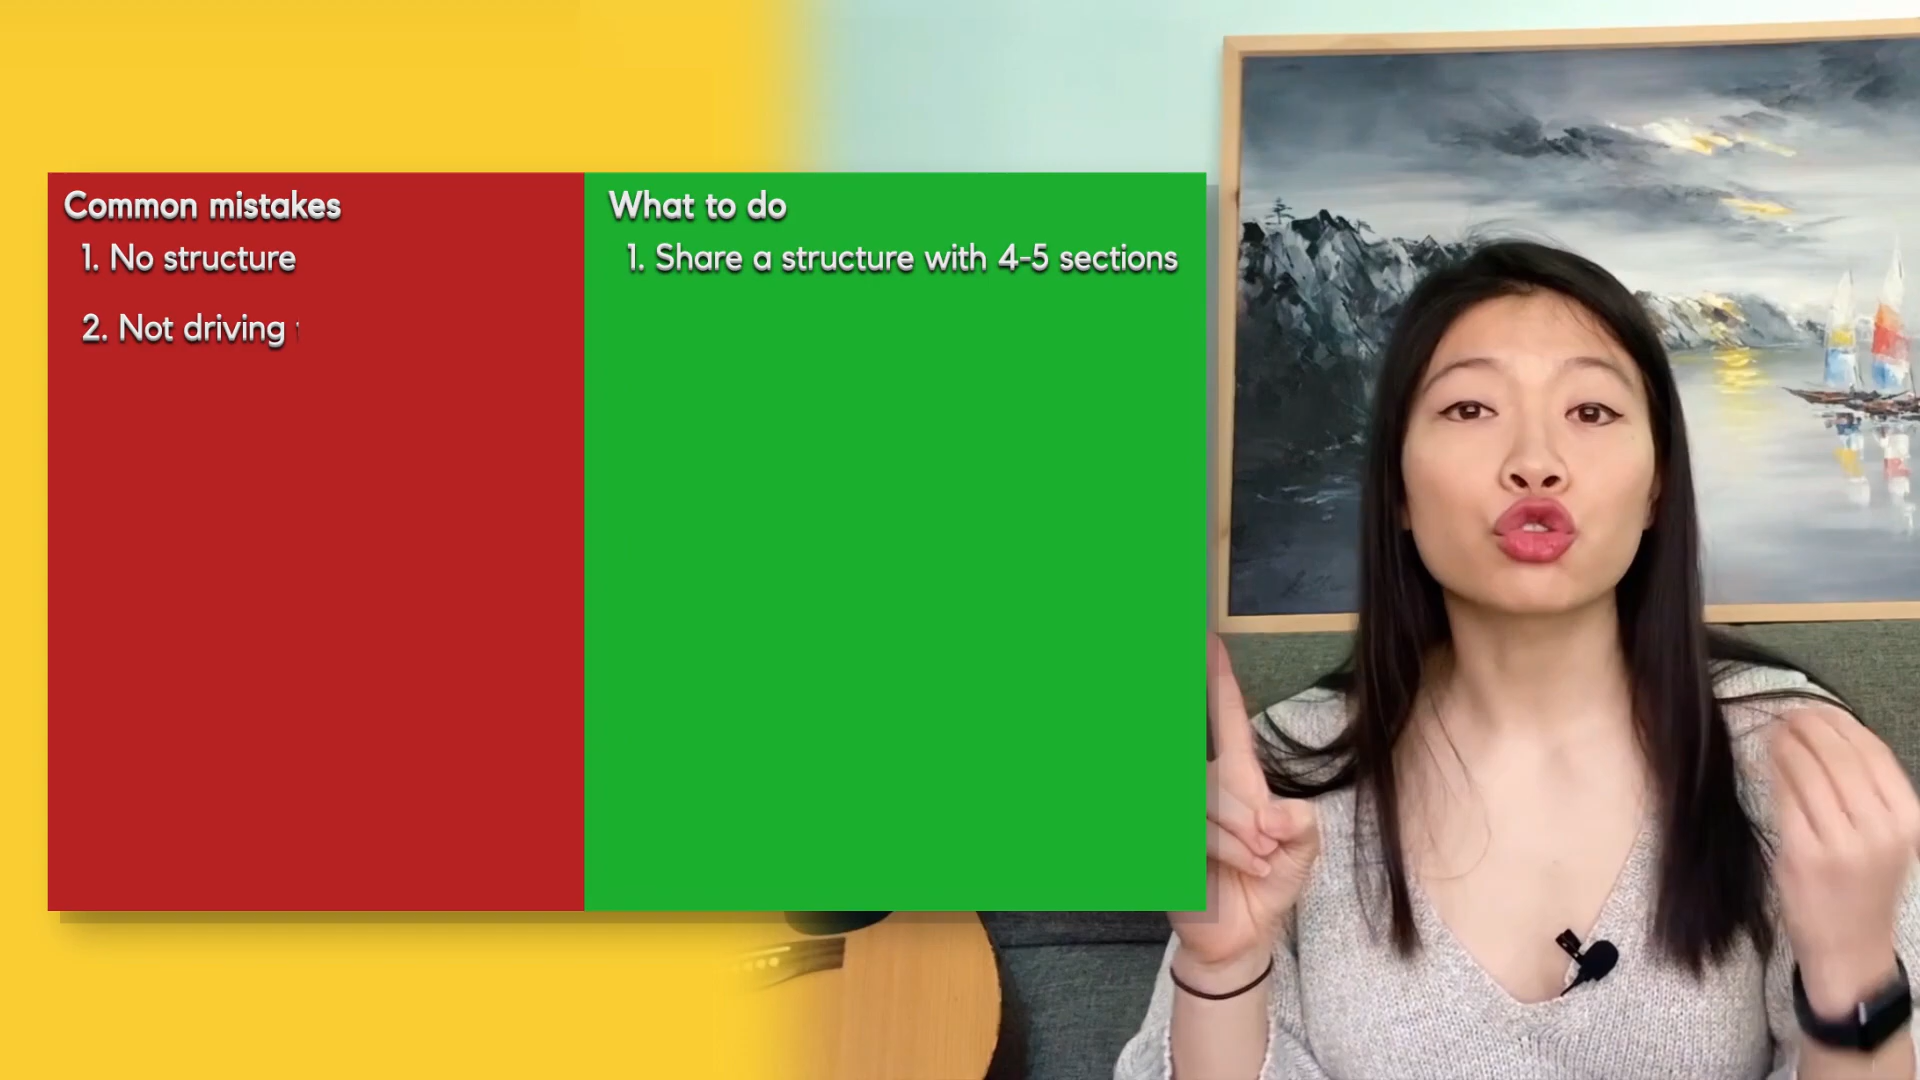 Common mistakes
1. No structure
2. Not driving
What to do
1. Share a structure with 4-5 sections